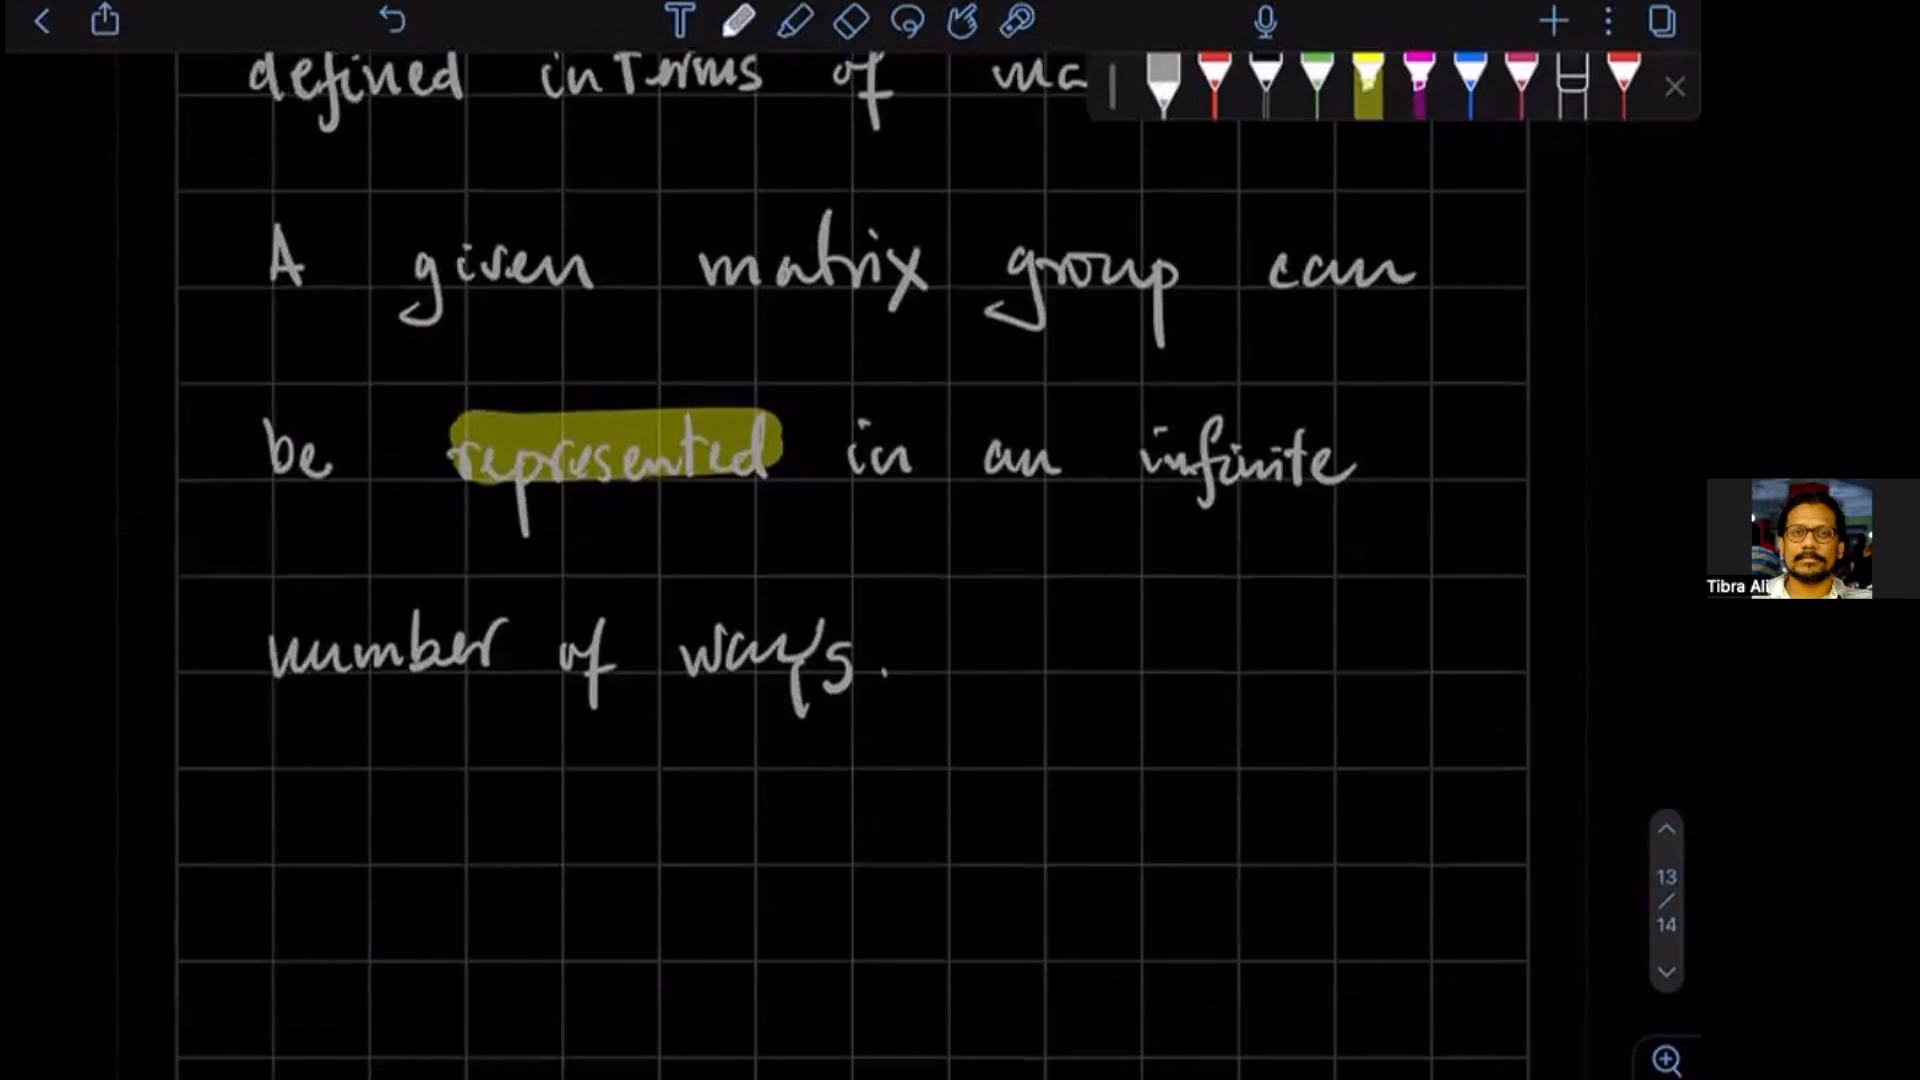 defined in Terms of
A given matrix group can
be represented in an infinite
number of ways.
Tibra Ali
13
/
14